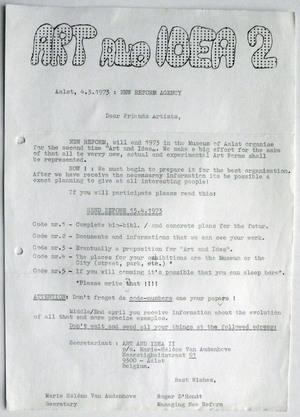 ART AND IDEA 2
Aalst, 4.3.1973 : NEW REFORM AGENCY
Dear Friends Artists,
NEW REFORM, will end 1973 in the Museum of Aalst organise
for the second time "Art and Idea". We make a big effort for the sake
of that all te verry new, actual and experimental Art Forms shall
be represented.
NOW ! : We must begin to prepare it for the best organisation.
After we have receive the necessarry information its be possible a
exact planning to give at all interesting people!
If you will participate please read this:
SEND BEFORE 15.4.1973
Code nr.1 - Complete bio-bibl. / and concrete plans for the futur.
Code nr.2 - Documents and informations that we can see your work.
Code nr.3 - Eventually a proposition for "Art and Idea".
Code nr.4 - The places for your exhibitions are the Museum or the
City (street, park, etc.) "
Code nr.5 - If you will coming it's possible that you can sleep here".
"Please write that !!!!
ATTENTION: Don't forget de code-numbers one your papers !
Middle/End april you receive information about the evolution
of all that and more precise examples.
Don't wait and send all your things at the followed adress:
Secretariaat : ART AND IDEA II
p/a. Marie-Hélène Van Audenhove
51
9300 - Aalst
Belgium.
Best Wishes,
Marie Hélène Van Audenhove Roger D'Hondt
Secretary Managing New Reform